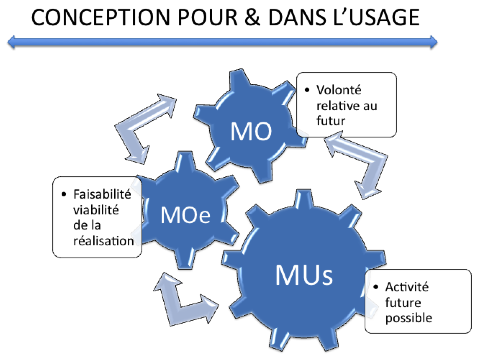 CONCEPTION POUR & DANS L'USAGE
• Volonté
relative au
futur
MO
• Faisabilité
viabilité
de la
réalisation
MOe
MUs
• Activité
future
possible